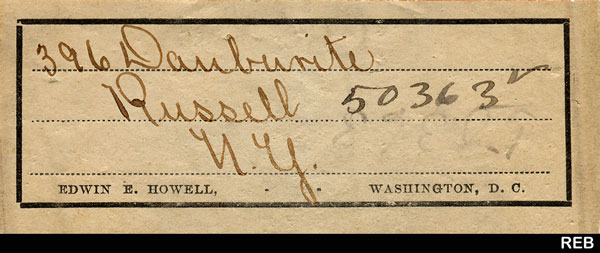 396 Danburite
Russell 50363
N.Y.
EDWIN E. HOWELL, - - WASHINGTON, D. C.
REB